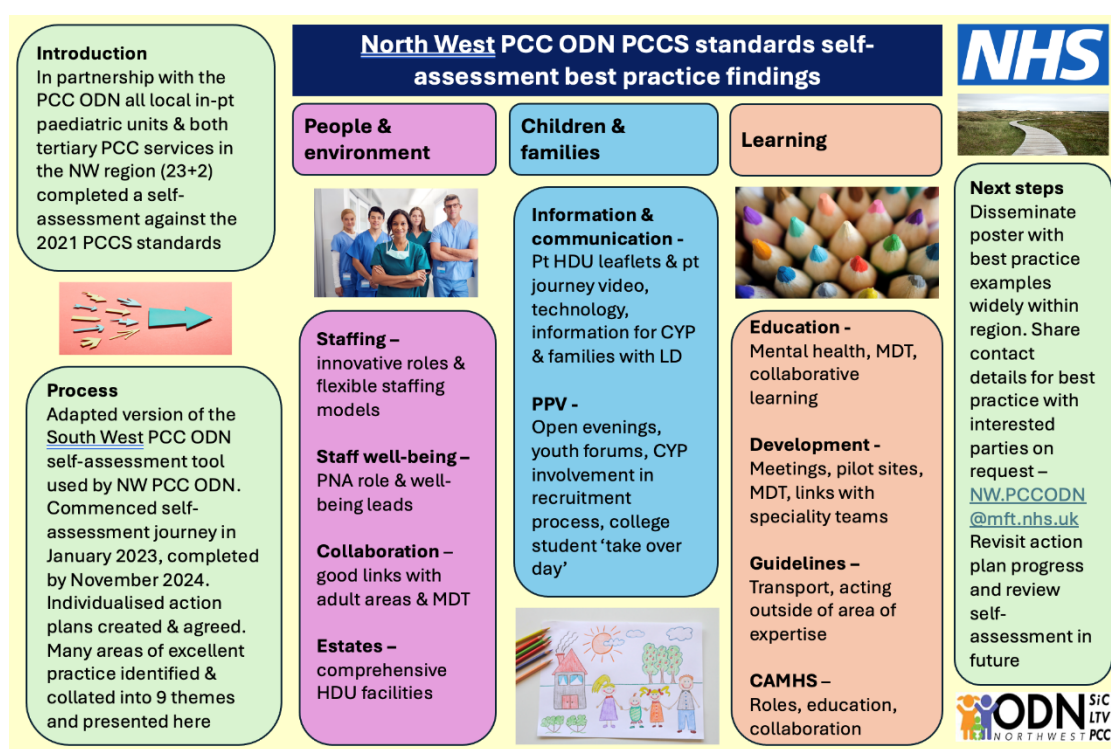 North West PCC ODN PCCS standards self-
assessment best practice findings
NHS
Introduction
In partnership with the
PCC ODN all local in-pt
paediatric units & both
tertiary PCC services in
the NW region (23+2)
completed a self-
assessment against the
2021 PCCS standards
Process
Adapted version of the
South West PCC ODN
self-assessment tool
used by NW PCC ODN.
Commenced self-
assessment journey in
January 2023, completed
by November 2024.
Individualised action
plans created & agreed.
Many areas of excellent
practice identified &
collated into 9 themes
and presented here
People &
environment
Staffing –
innovative roles &
flexible staffing
models
Staff well-being –
PNA role & well-
being leads
Collaboration –
good links with
adult areas & MDT
Estates –
comprehensive
HDU facilities
Children &
families
Information &
communication -
Pt HDU leaflets & pt
journey video,
technology,
information for CYP
& families with LD
PPV -
Open evenings,
youth forums, CYP
involvement in
recruitment
process, college
student ‘take over
day’
Learning
Education -
Mental health, MDT,
collaborative
learning
Development -
Meetings, pilot sites,
MDT, links with
speciality teams
Guidelines –
Transport, acting
outside of area of
expertise
CAMHS –
Roles, education,
collaboration
Next steps
Disseminate
poster with
best practice
examples
widely within
region. Share
contact
details for best
practice with
interested
parties on
request –
NW.PCCODN
@mft.nhs.uk
Revisit action
plan progress
and review
self-
assessment in
future
ODN
SiC
LTV
PCC
NORTHWEST